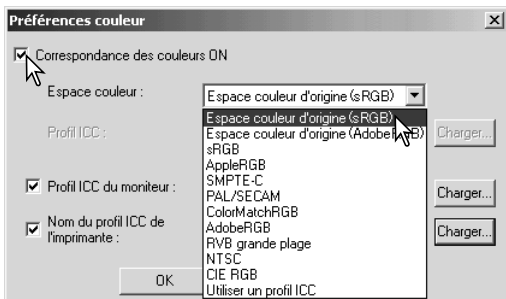 Préférences couleur
Correspondance des couleurs ON
Espace couleur :
Espace couleur d'origine (sRGB)
Espace couleur d'origine (sRGB)
Espace couleur d'origine (AdobeRGB)
sRGB
AppleRGB
SMPTE-C
PAL/SECAM
ColorMatchRGB
AdobeRGB
RVB grande plage
NTSC
CIE RGB
Utiliser un profil ICC
Profil ICC :
Charger...
Profil ICC du moniteur :
Charger...
Nom du profil ICC de
l'imprimante :
Charger...
OK